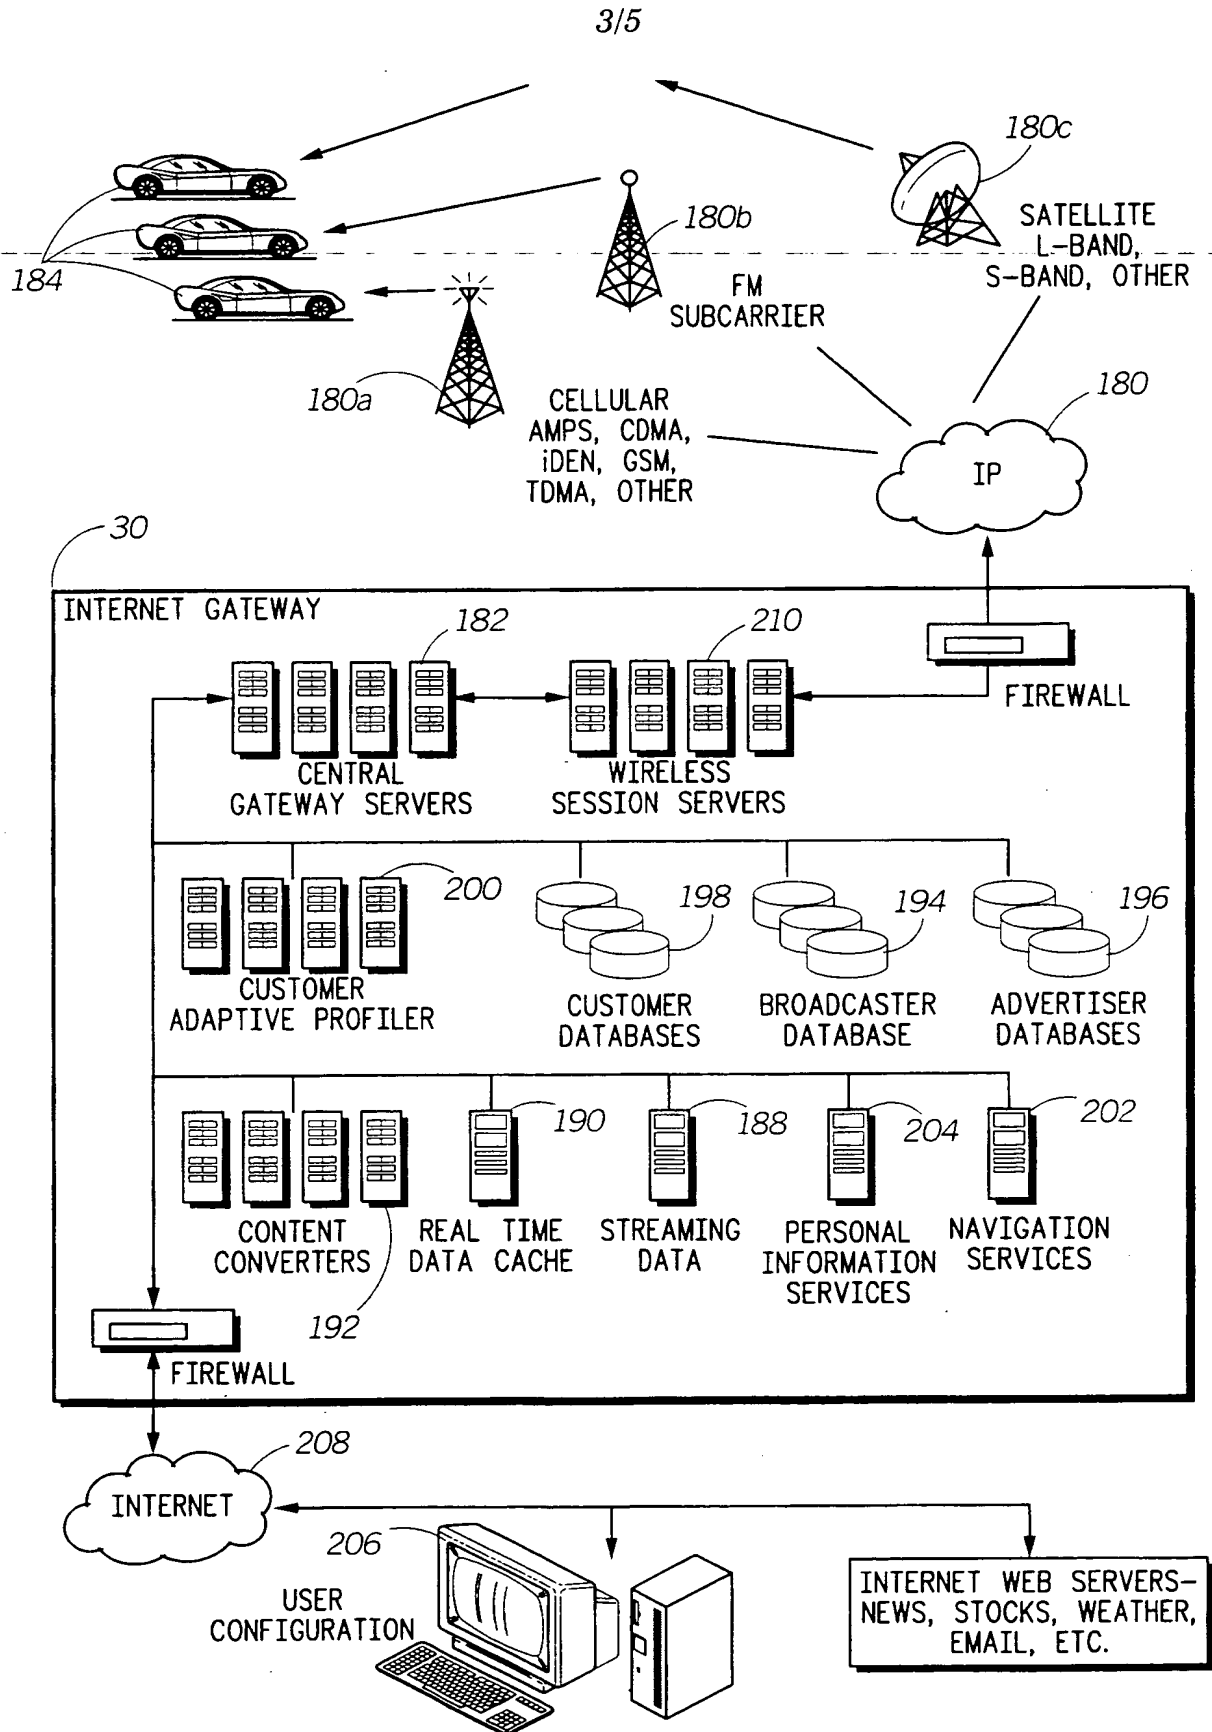 3/5
180c
180b
SATELLITE
L-BAND,
S-BAND, OTHER
184
FM
SUBCARRIER
180a
180
CELLULAR
AMPS, CDMA,
iDEN, GSM,
TDMA, OTHER
IP
30
INTERNET GATEWAY
182
210
FIREWALL
CENTRAL
GATEWAY SERVERS
WIRELESS
SESSION SERVERS
200
198
194
196
CUSTOMER
ADAPTIVE PROFILER
CUSTOMER
DATABASES
BROADCASTER
DATABASE
ADVERTISER
DATABASES
190
188
204
202
CONTENT
CONVERTERS
REAL TIME
DATA CACHE
STREAMING
DATA
PERSONAL
INFORMATION
SERVICES
NAVIGATION
SERVICES
192
FIREWALL
208
INTERNET
206
USER
CONFIGURATION
INTERNET WEB SERVERS-
NEWS, STOCKS, WEATHER,
EMAIL, ETC.